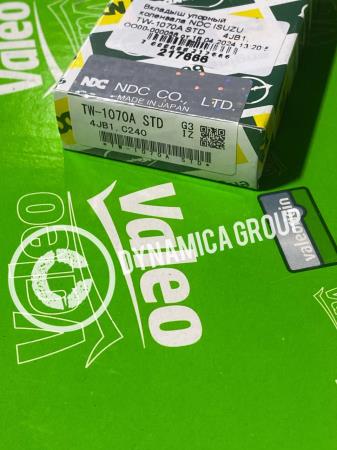 Вкладыш упорный
коленвала NDC ISUZU
TW-1070A STD 4JB1,
217666
NDC
NDC CO., LTD.
MADE IN JAPAN
TW-1070A STD
4JB1.C240
G3
IZ
Valeo
Valeo
Valeo
DYNAMICA GROUP